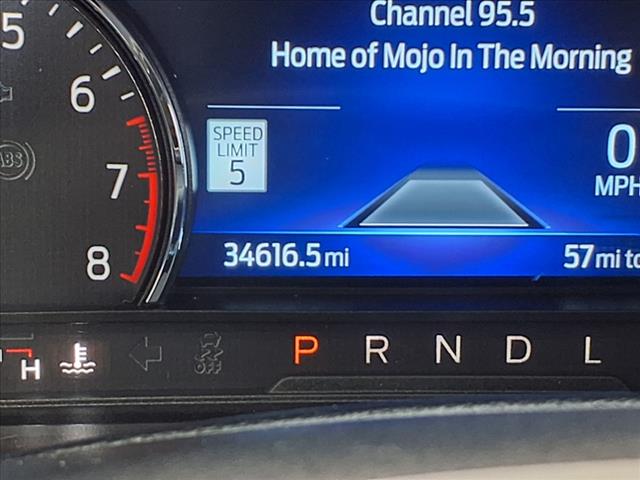 Channel 95.5
Home of Mojo In The Morning
5
6
7
8
ABS
SPEED
LIMIT
5
0
MPH
34616.5 mi
57 mi to
H
OFF
P R N D L